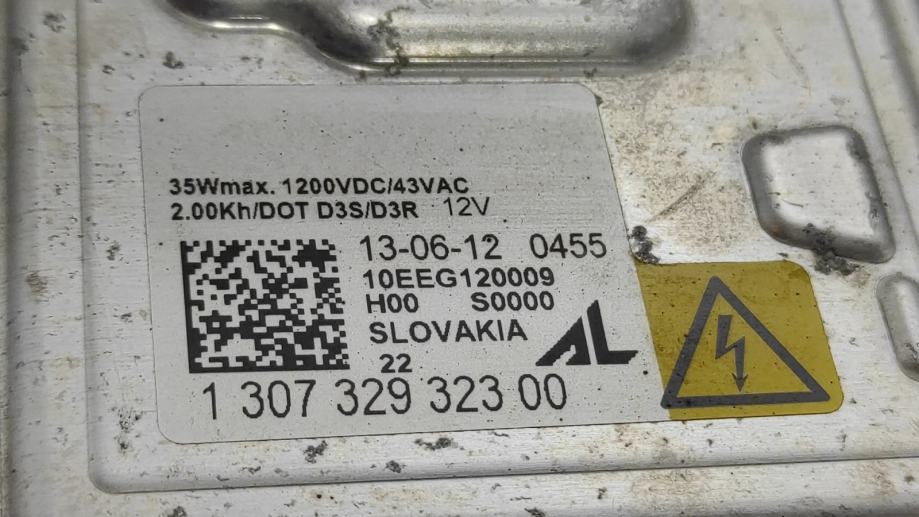 35Wmax. 1200VDC/43VAC
2.00Kh/DOT D3S/D3R 12V
13-06-12 0455
10EEG120009
H00 S0000
SLOVAKIA
AL
22
1 307 329 323 00